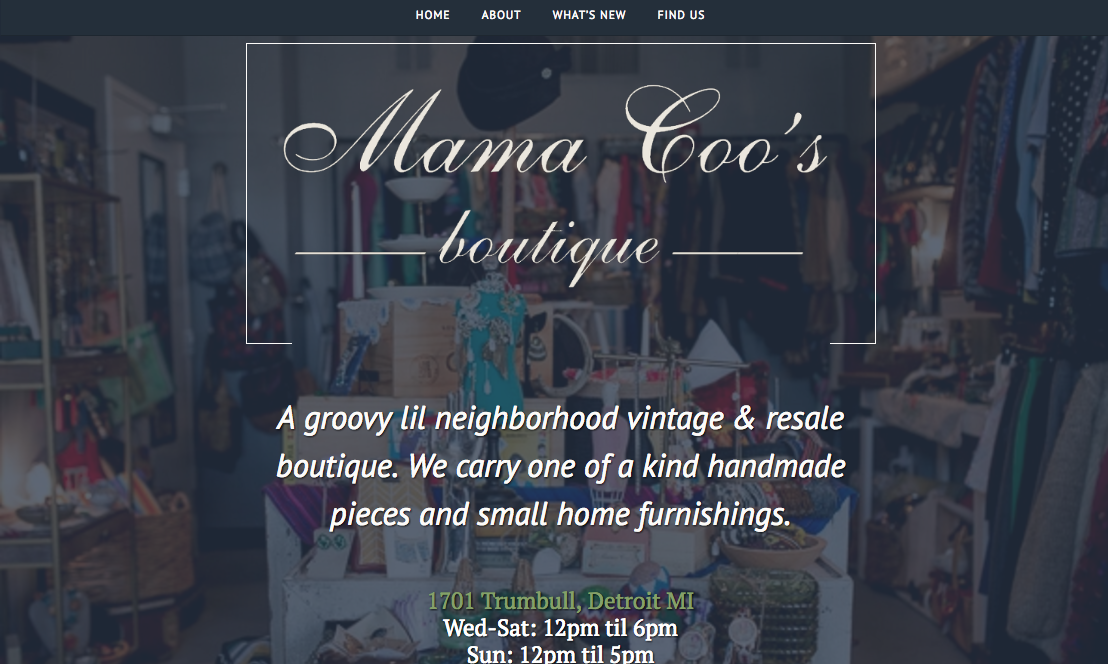 HOME ABOUT WHAT'S NEW FIND US
Mama Coo's
boutique
A groovy lil neighborhood vintage & resale
boutique. We carry one of a kind handmade
pieces and small home furnishings.
1701 Trumbull, Detroit MI
Wed-Sat: 12pm til 6pm
Sun: 12pm til 5pm